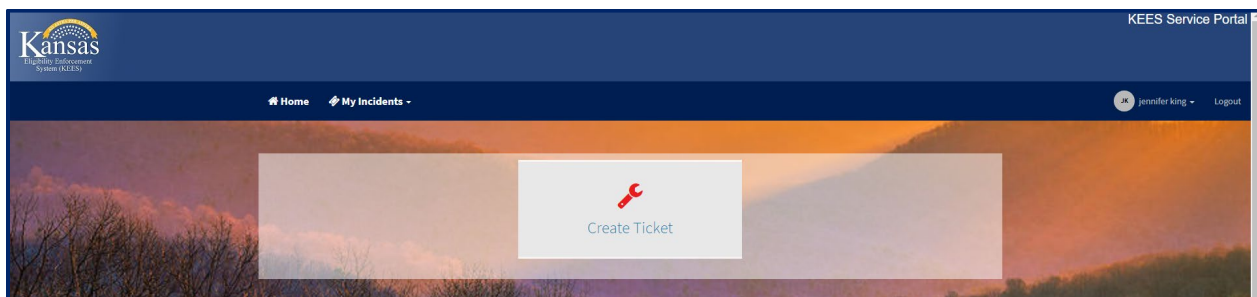 KEES Service Portal
Kansas
Eligibility Enforcement
System (KEES)
Home My Incidents
JK jennifer king Logout
Create Ticket